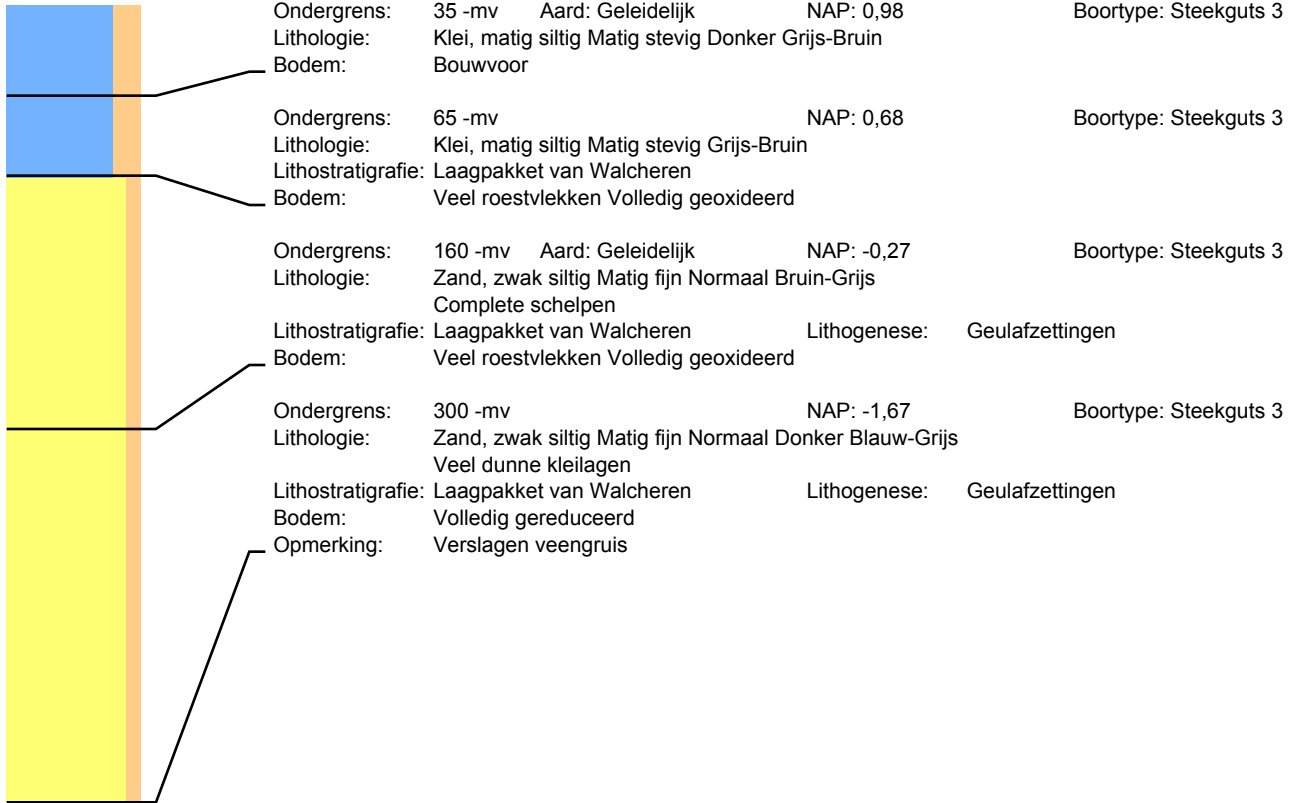 Ondergrens: 35 -mv Aard: Geleidelijk NAP: 0,98 Boortype: Steekguts 3
Lithologie: Klei, matig siltig Matig stevig Donker Grijs-Bruin
Bodem: Bouwvoor
Ondergrens: 65 -mv NAP: 0,68 Boortype: Steekguts 3
Lithologie: Klei, matig siltig Matig stevig Grijs-Bruin
Lithostratigrafie: Laagpakket van Walcheren
Bodem: Veel roestvlekken Volledig geoxideerd
Ondergrens: 160 -mv Aard: Geleidelijk NAP: -0,27 Boortype: Steekguts 3
Lithologie: Zand, zwak siltig Matig fijn Normaal Bruin-Grijs
Complete schelpen
Lithostratigrafie: Laagpakket van Walcheren Lithogenese: Geulafzettingen
Bodem: Veel roestvlekken Volledig geoxideerd
Ondergrens: 300 -mv NAP: -1,67 Boortype: Steekguts 3
Lithologie: Zand, zwak siltig Matig fijn Normaal Donker Blauw-Grijs
Veel dunne kleilagen
Lithostratigrafie: Laagpakket van Walcheren Lithogenese: Geulafzettingen
Bodem: Volledig gereduceerd
Opmerking: Verslagen veengruis